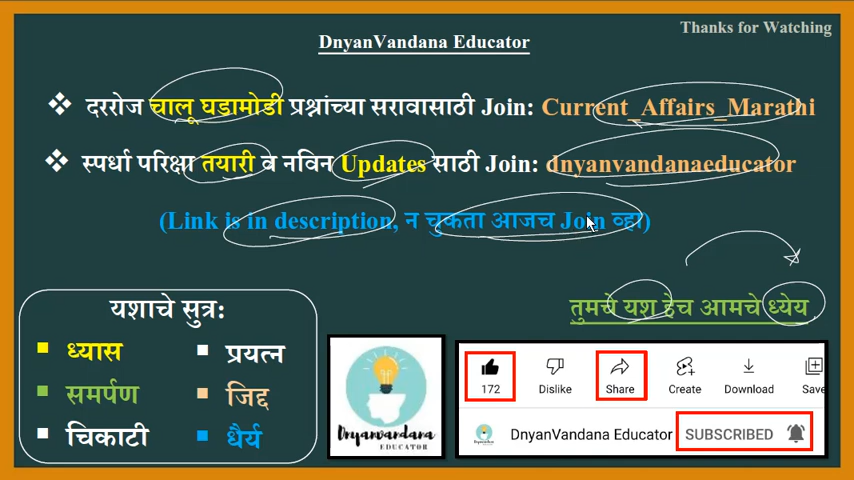 Thanks for Watching
DnyanVandana Educator
❖ दररोज चालू घडामोडी प्रश्नांच्या सरावासाठी Join: Current_Affairs_Marathi
❖ स्पर्धा परिक्षा तयारी व नविन Updates साठी Join: dnyanvandanaeducator
(Link is in description, न चुकता आजच Join व्हा)
तुमचे यश हेच आमचे ध्येय
यशाचे सुत्र:
ध्यास
प्रयत्न
समर्पण
जिद्द
चिकाटी
धैर्य
Dnyanvandana
EDUCATOR
172
Dislike
Share
Create
Download
Save
DnyanVandana Educator
SUBSCRIBED